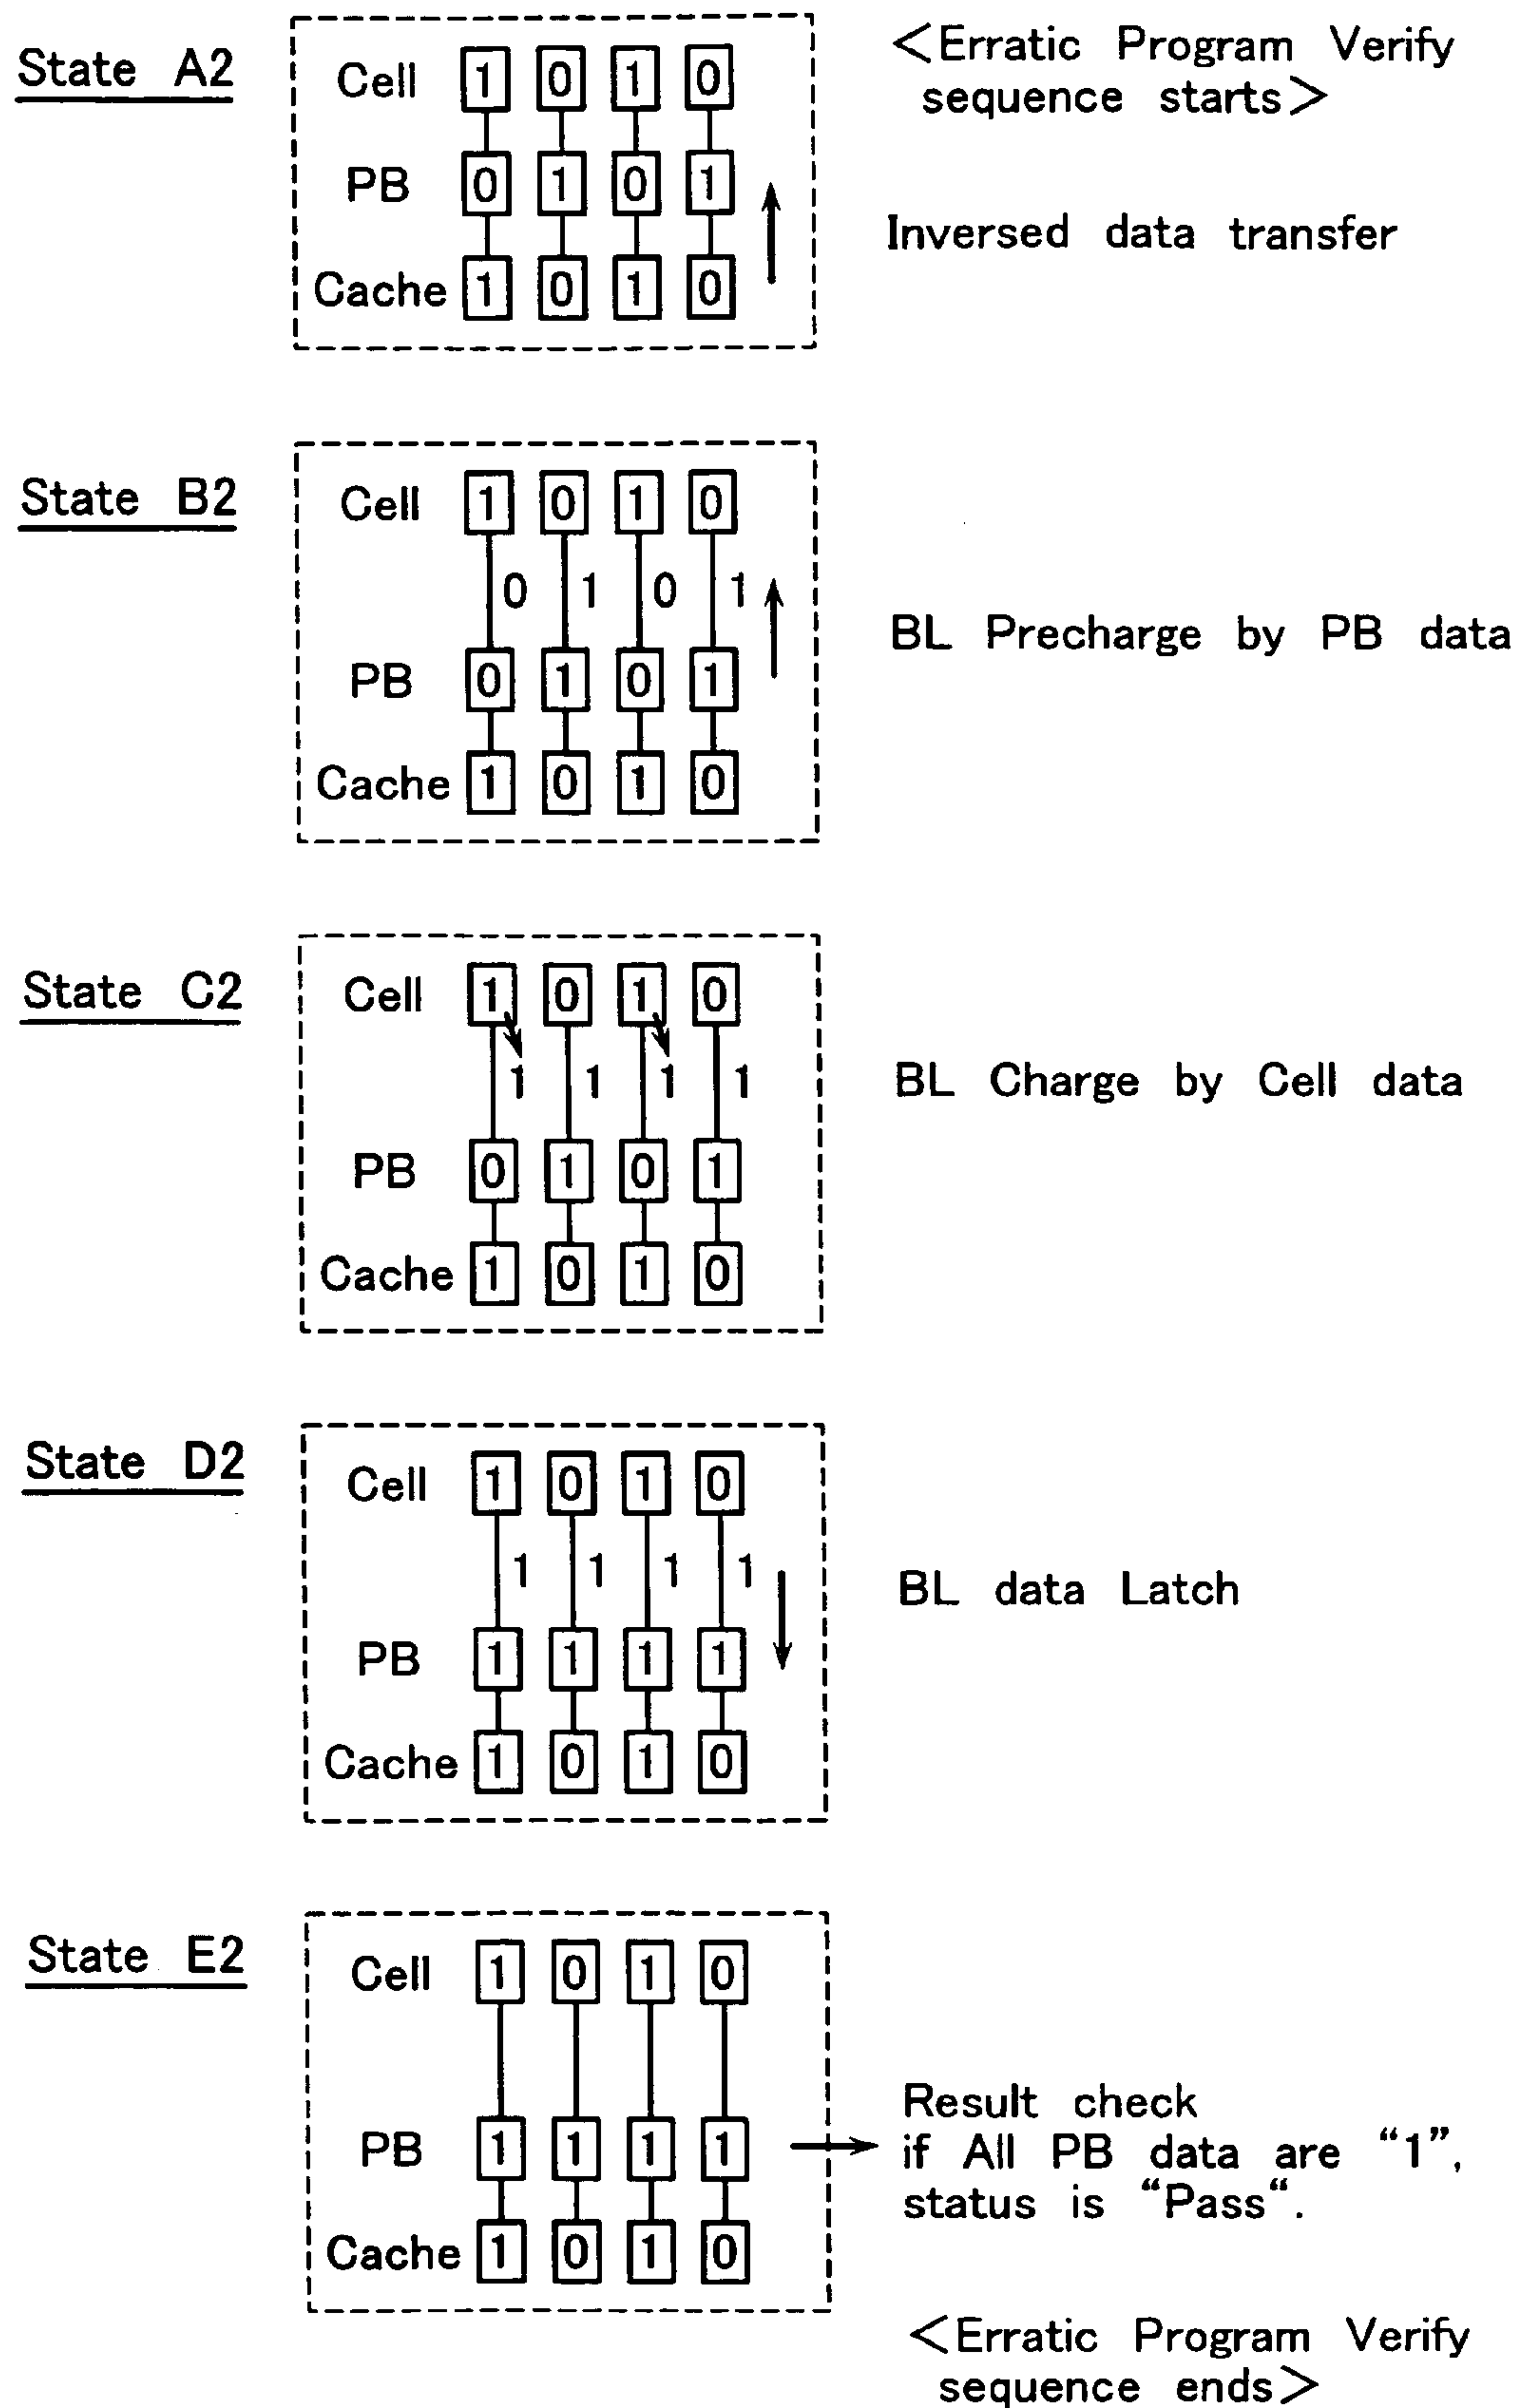 State A2
Cell 1 0 1 0
PB 0 1 0 1
Cache 1 0 1 0
<Erratic Program Verify
sequence starts>
Inversed data transfer
State B2
Cell 1 0 1 0
0 1 0 1
PB 0 1 0 1
Cache 1 0 1 0
BL Precharge by PB data
State C2
Cell 1 0 1 0
1 1 1 1
PB 0 1 0 1
Cache 1 0 1 0
BL Charge by Cell data
State D2
Cell 1 0 1 0
1 1 1 1
PB 1 1 1 1
Cache 1 0 1 0
BL data Latch
State E2
Cell 1 0 1 0
PB 1 1 1 1
Cache 1 0 1 0
Result check
if All PB data are “1”,
status is “Pass“.
<Erratic Program Verify
sequence ends>